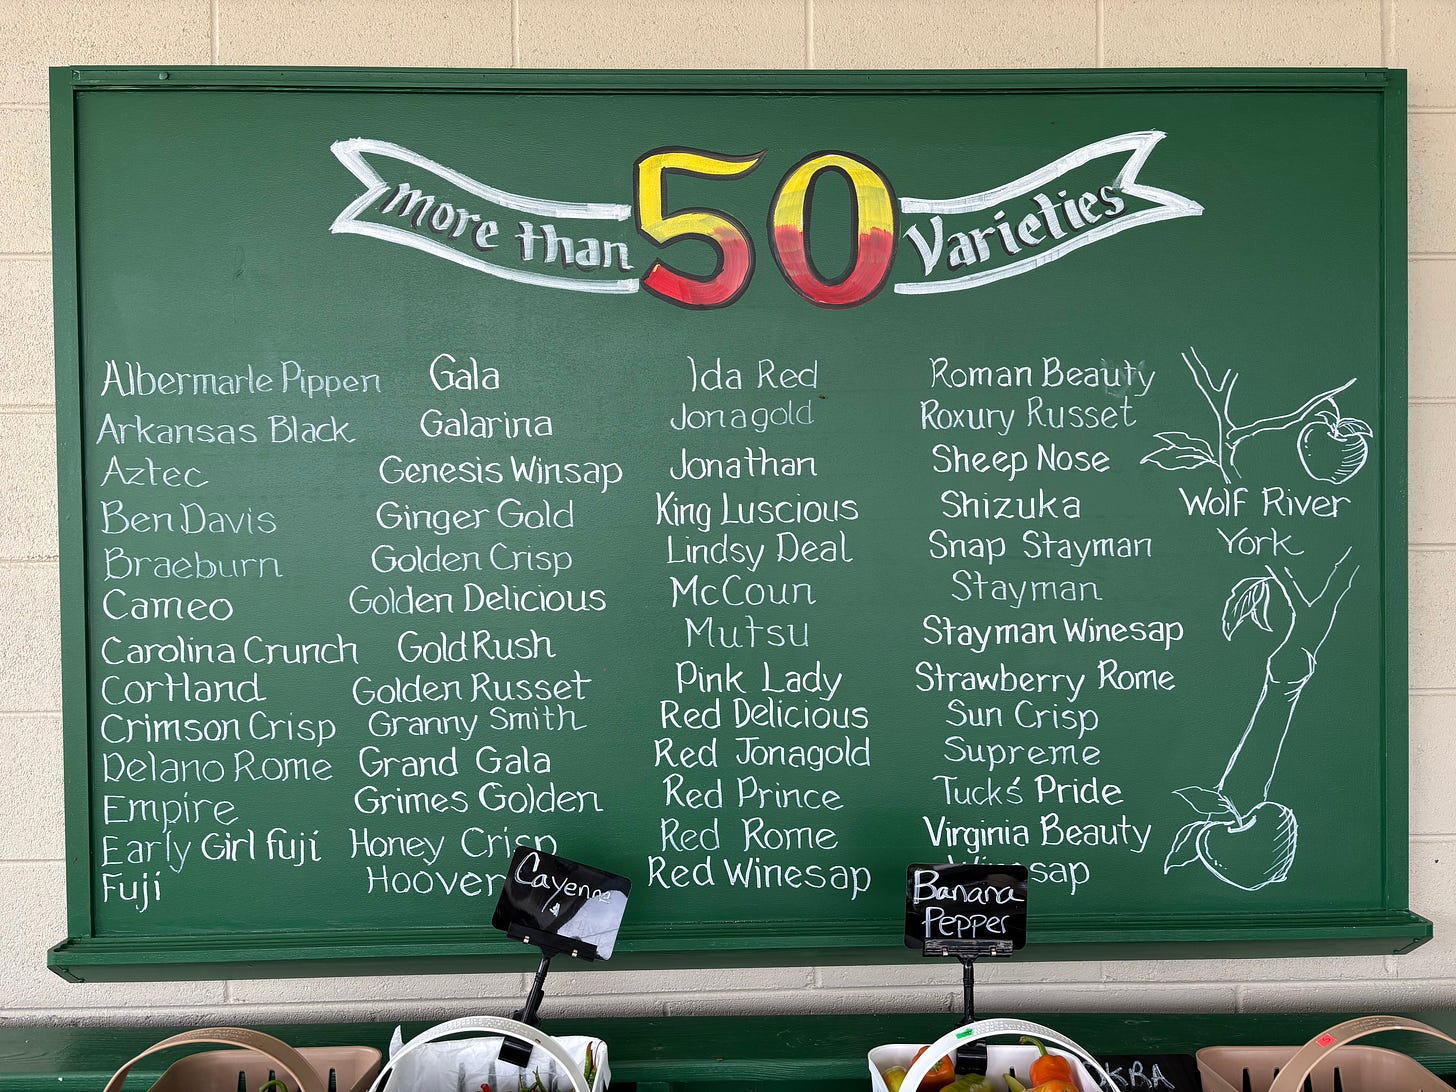 more than 50 Varieties
Albermarle Pippen
Arkansas Black
Aztec
Ben Davis
Braeburn
Cameo
Carolina Crunch
Cortland
Crimson Crisp
Delano Rome
Empire
Early Girl fuji
Fuji
Gala
Galarina
Genesis Winsap
Ginger Gold
Golden Crisp
Golden Delicious
Gold Rush
Golden Russet
Granny Smith
Grand Gala
Grimes Golden
Honey Crisp
Hoover
Ida Red
Jonagold
Jonathan
King Luscious
Lindsy Deal
McCoun
Mutsu
Pink Lady
Red Delicious
Red Jonagold
Red Prince
Red Rome
Red Winesap
Roman Beauty
Roxury Russet
Sheep Nose
Shizuka
Snap Stayman
Stayman
Stayman Winesap
Strawberry Rome
Sun Crisp
Supreme
Tuck's Pride
Virginia Beauty
Winesap
Wolf River
York
Cayenne
Banana
Pepper
OKRA